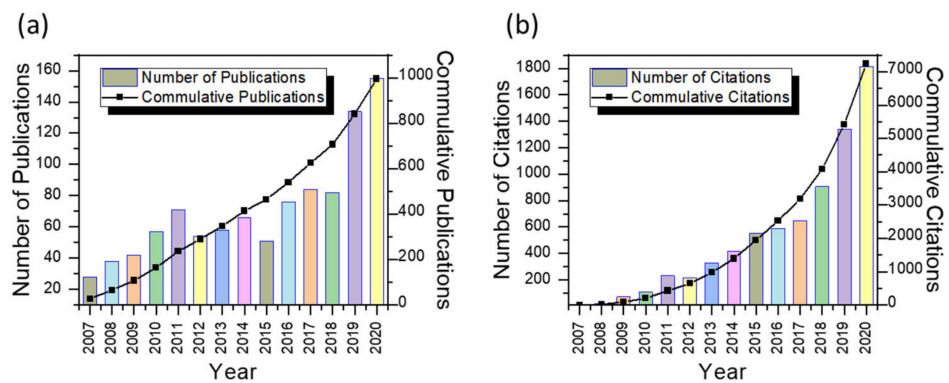 (a)
Number of Publications
160
140
120
100
80
60
40
20
Number of Publications
Commulative Publications
1000
800
600
400
200
0
Commulative Publications
2007 2008 2009 2010 2011 2012 2013 2014 2015 2016 2017 2018 2019 2020
Year
(b)
Number of Citations
1800
1600
1400
1200
1000
800
600
400
200
Number of Citations
Commulative Citations
7000
6000
5000
4000
3000
2000
1000
0
Commulative Citations
2007 2008 2009 2010 2011 2012 2013 2014 2015 2016 2017 2018 2019 2020
Year